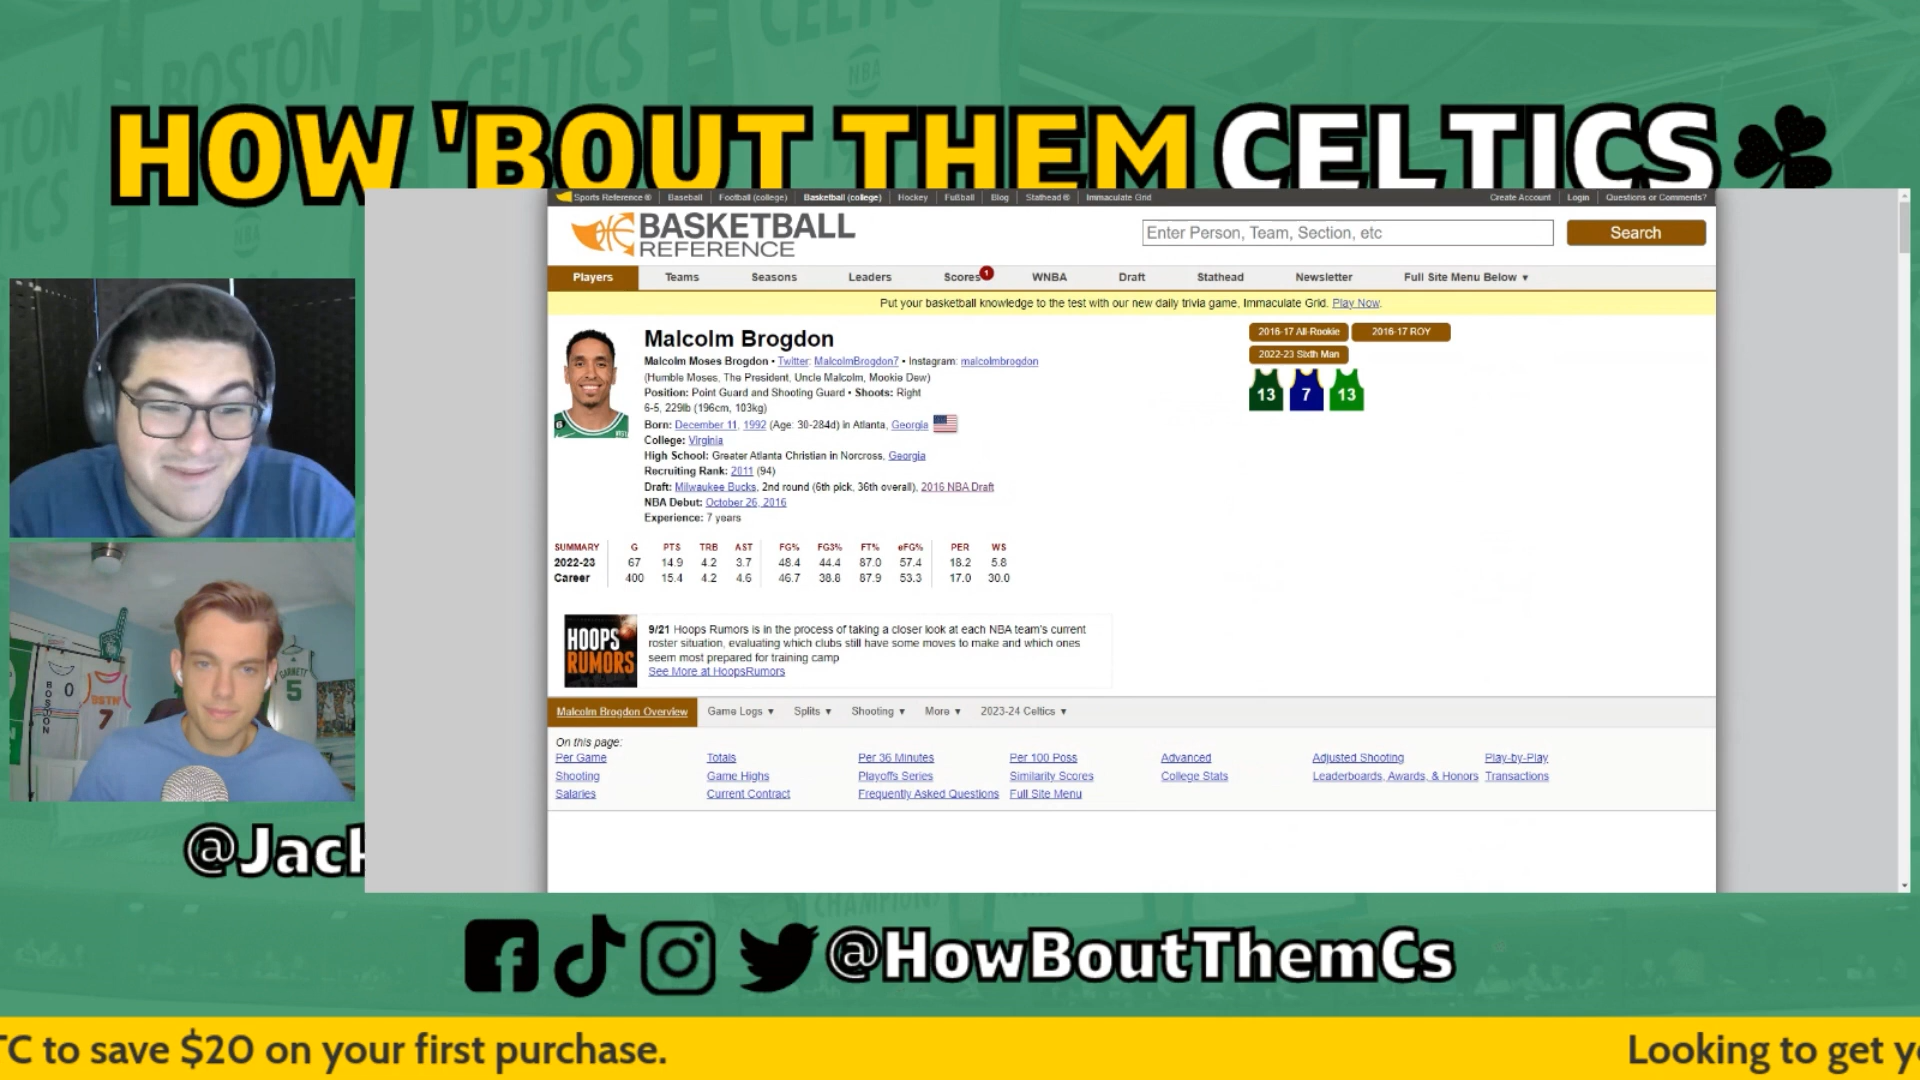 BOSTON
BOSTON
CELTICS
CELTICS
NBA
HOW 'BOUT THEM CELTICS
Sports Reference ® Baseball Football (college) Basketball (college) Hockey Fußball Blog Stathead ® Immaculate Grid Create Account Login Questions or Comments?
BASKETBALL
REFERENCE
Enter Person, Team, Section, etc
Search
Players Teams Seasons Leaders Scores 1 WNBA Draft Stathead Newsletter Full Site Menu Below ▼
Put your basketball knowledge to the test with our new daily trivia game, Immaculate Grid. Play Now.
Malcolm Brogdon
Malcolm Moses Brogdon • Twitter: MalcolmBrogdon7 • Instagram: malcolmbrogdon
(Humble Moses, The President, Uncle Malcolm, Mookie Dew)
Position: Point Guard and Shooting Guard • Shoots: Right
6-5, 229lb (196cm, 103kg)
Born: December 11, 1992 (Age: 30-284d) in Atlanta, Georgia
College: Virginia
High School: Greater Atlanta Christian in Norcross, Georgia
Recruiting Rank: 2011 (94)
Draft: Milwaukee Bucks, 2nd round (6th pick, 36th overall), 2016 NBA Draft
NBA Debut: October 26, 2016
Experience: 7 years
2016-17 All-Rookie 2016-17 ROY
2022-23 Sixth Man
13 7 13
SUMMARY G PTS TRB AST FG% FG3% FT% eFG% PER WS
2022-23 67 14.9 4.2 3.7 48.4 44.4 87.0 57.4 18.2 5.8
Career 400 15.4 4.2 4.6 46.7 38.8 87.9 53.3 17.0 30.0
HOOPS
RUMORS
9/21 Hoops Rumors is in the process of taking a closer look at each NBA team's current
roster situation, evaluating which clubs still have some moves to make and which ones
seem most prepared for training camp
See More at HoopsRumors
Malcolm Brogdon Overview Game Logs ▼ Splits ▼ Shooting ▼ More ▼ 2023-24 Celtics ▼
On this page:
Per Game Totals Per 36 Minutes Per 100 Poss Advanced Adjusted Shooting Play-by-Play
Shooting Game Highs Playoffs Series Similarity Scores College Stats Leaderboards, Awards, & Honors Transactions
Salaries Current Contract Frequently Asked Questions Full Site Menu
BOSTON
0
BSTN
7
GARNETT
5
@Jack
@HowBoutThemCs
TC to save $20 on your first purchase.
Looking to get